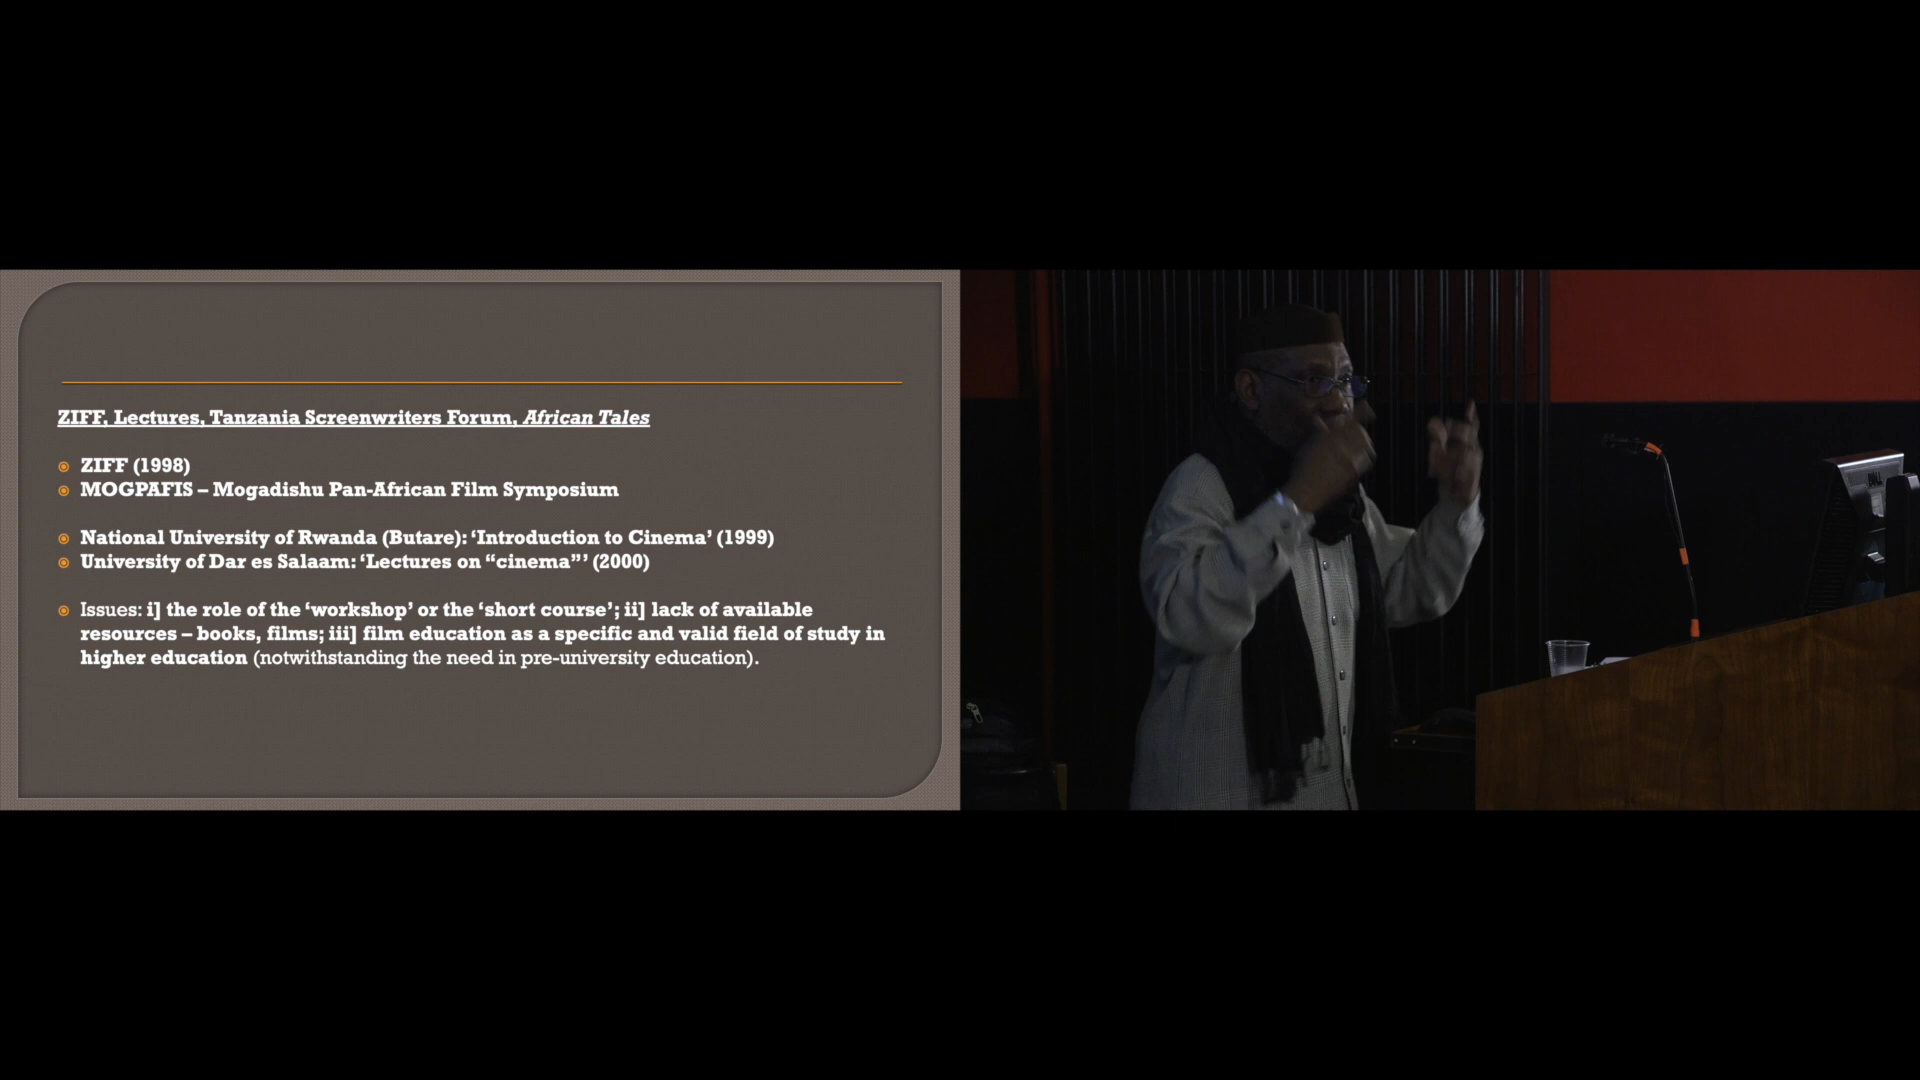 ZIFF, Lectures, Tanzania Screenwriters Forum, African Tales
ZIFF (1998)
MOGPAFIS – Mogadishu Pan-African Film Symposium
National University of Rwanda (Butare): ‘Introduction to Cinema’ (1999)
University of Dar es Salaam: ‘Lectures on “cinema”’ (2000)
Issues: i] the role of the ‘workshop’ or the ‘short course’; ii] lack of available
resources – books, films; iii] film education as a specific and valid field of study in
higher education (notwithstanding the need in pre-university education).
DELL